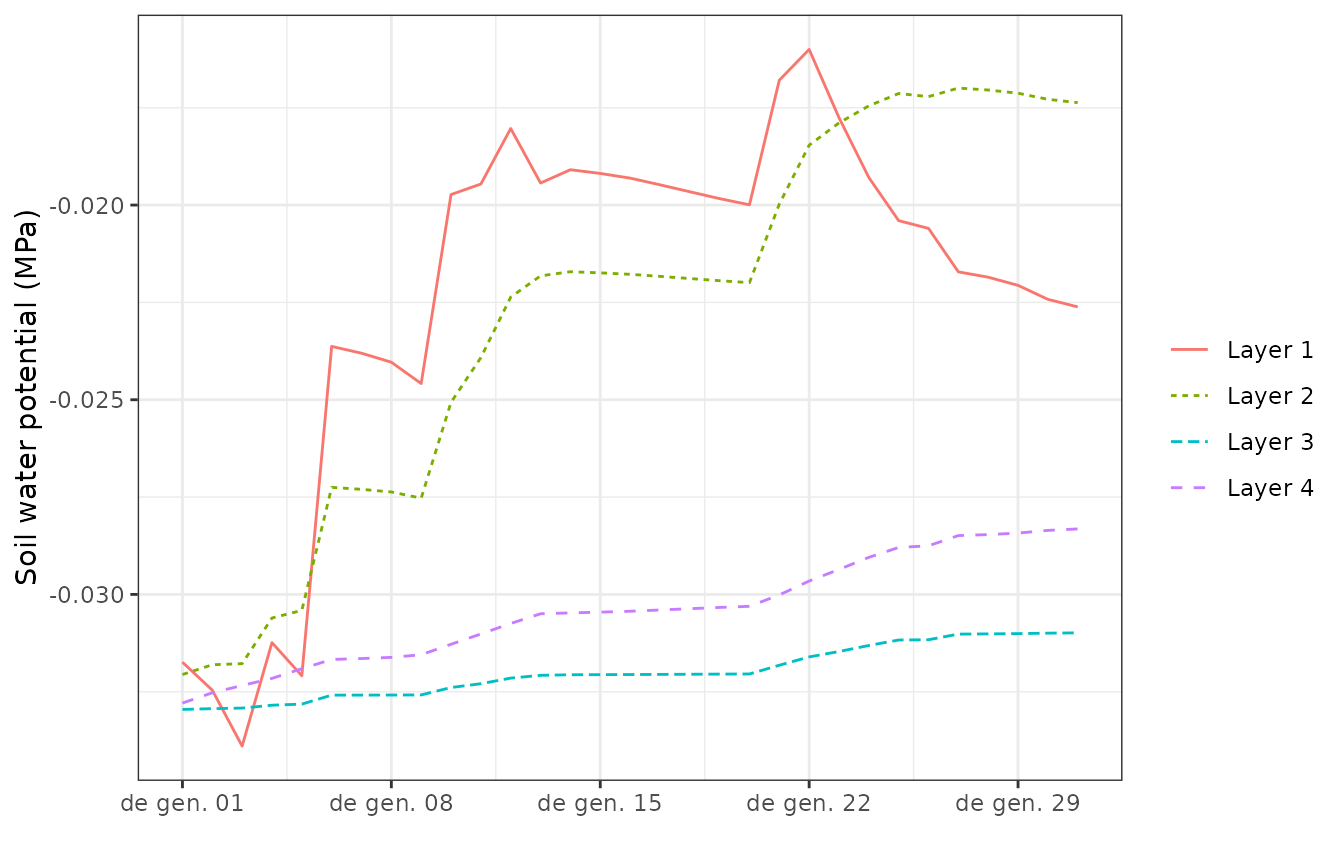 Soil water potential (MPa)
-0.020
-0.025
-0.030
de gen. 01
de gen. 08
de gen. 15
de gen. 22
de gen. 29
Layer 1
Layer 2
Layer 3
Layer 4